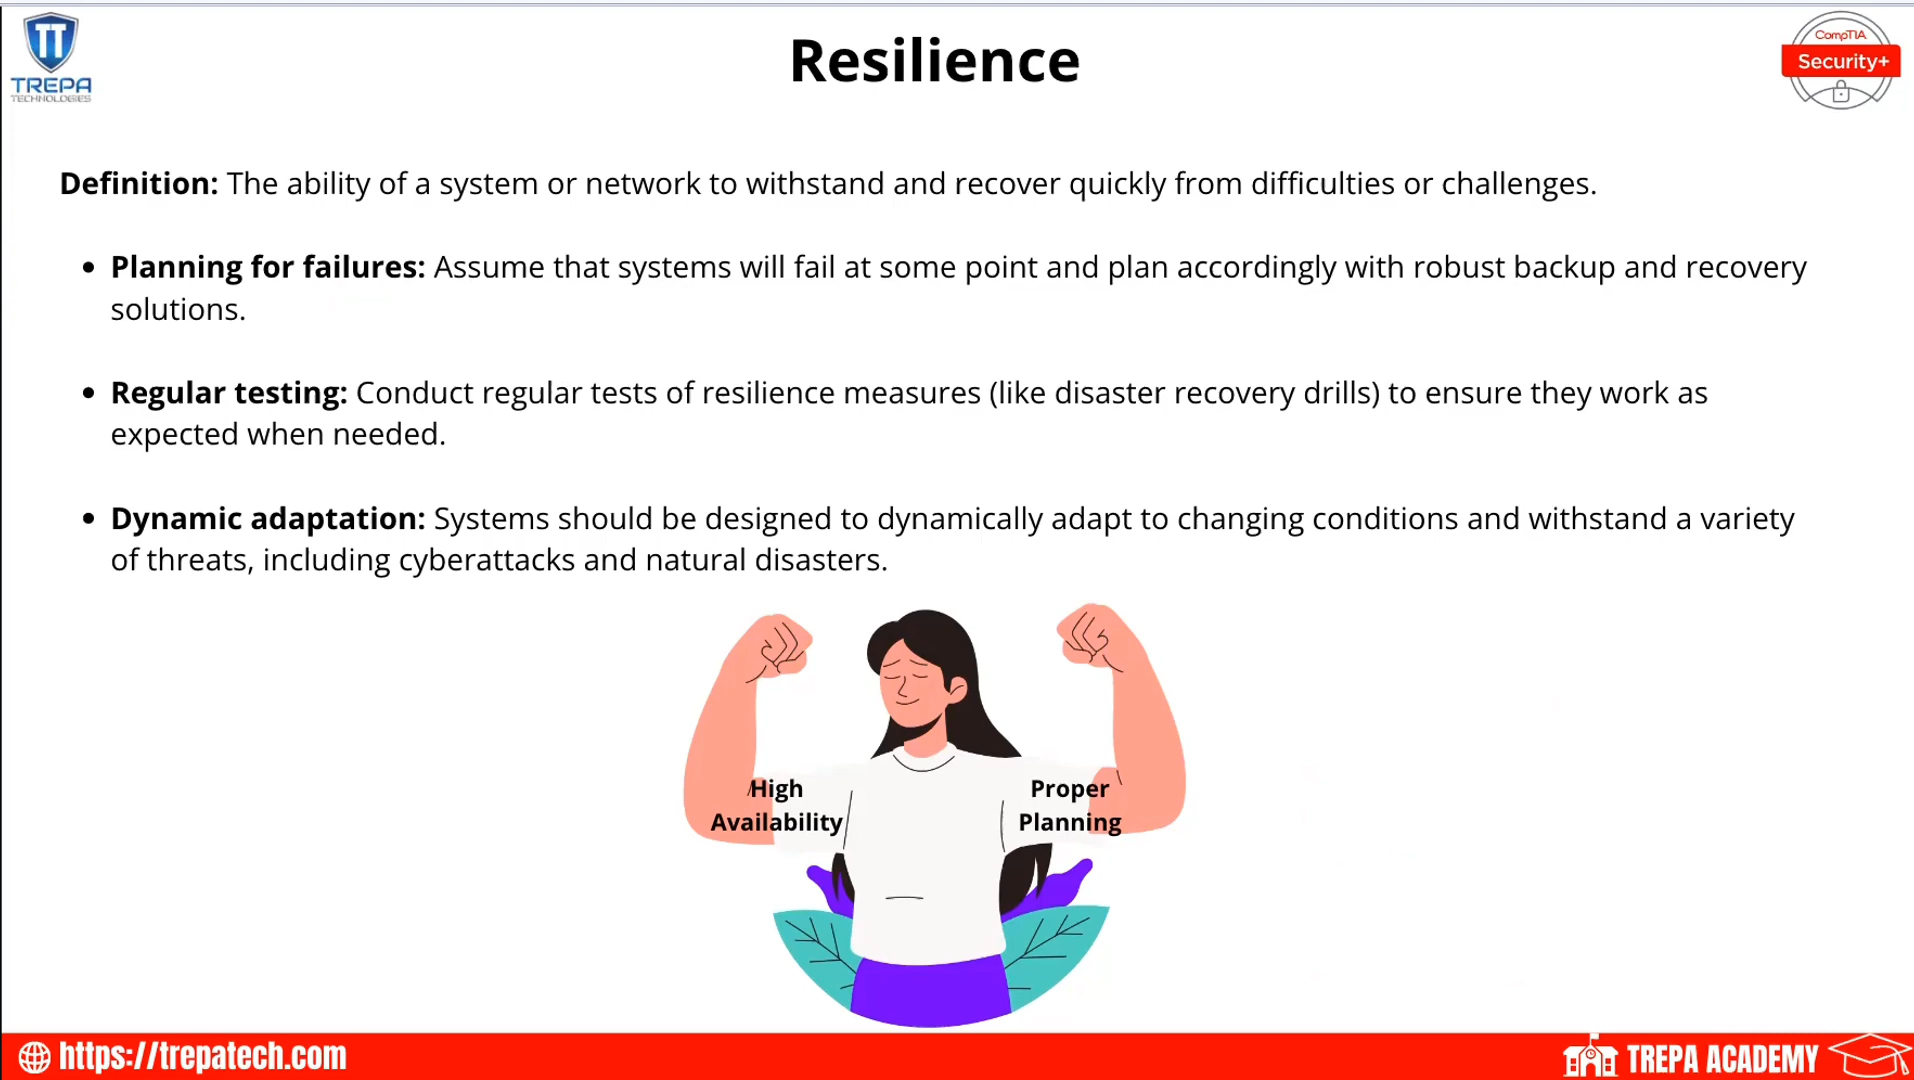 TT
TREPA
TECHNOLOGIES
Resilience
CompTIA
Security+
Definition: The ability of a system or network to withstand and recover quickly from difficulties or challenges.
• Planning for failures: Assume that systems will fail at some point and plan accordingly with robust backup and recovery
solutions.
• Regular testing: Conduct regular tests of resilience measures (like disaster recovery drills) to ensure they work as
expected when needed.
• Dynamic adaptation: Systems should be designed to dynamically adapt to changing conditions and withstand a variety
of threats, including cyberattacks and natural disasters.
High
Availability
Proper
Planning
https://trepatech.com
TREPA ACADEMY